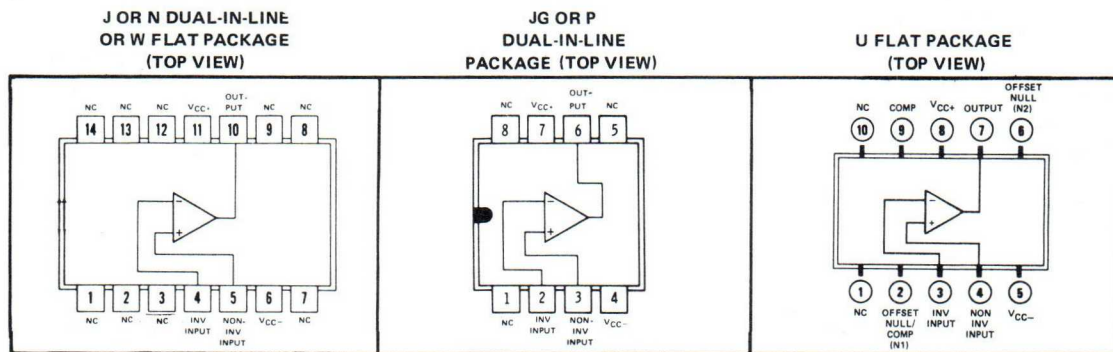 J OR N DUAL-IN-LINE
OR W FLAT PACKAGE
(TOP VIEW)
NC NC NC VCC+ OUT-
PUT NC NC
14 13 12 11 10 9 8
−
+
1 2 3 4 5 6 7
NC NC NC INV
INPUT NON-
INV
INPUT VCC− NC
JG OR P
DUAL-IN-LINE
PACKAGE (TOP VIEW)
NC VCC+ OUT-
PUT NC
8 7 6 5
−
+
1 2 3 4
NC INV
INPUT NON-
INV
INPUT VCC−
U FLAT PACKAGE
(TOP VIEW)
NC COMP VCC+ OUTPUT OFFSET
NULL
(N2)
10 9 8 7 6
−
+
1 2 3 4 5
NC OFFSET
NULL/
COMP
(N1) INV
INPUT NON
INV
INPUT VCC−